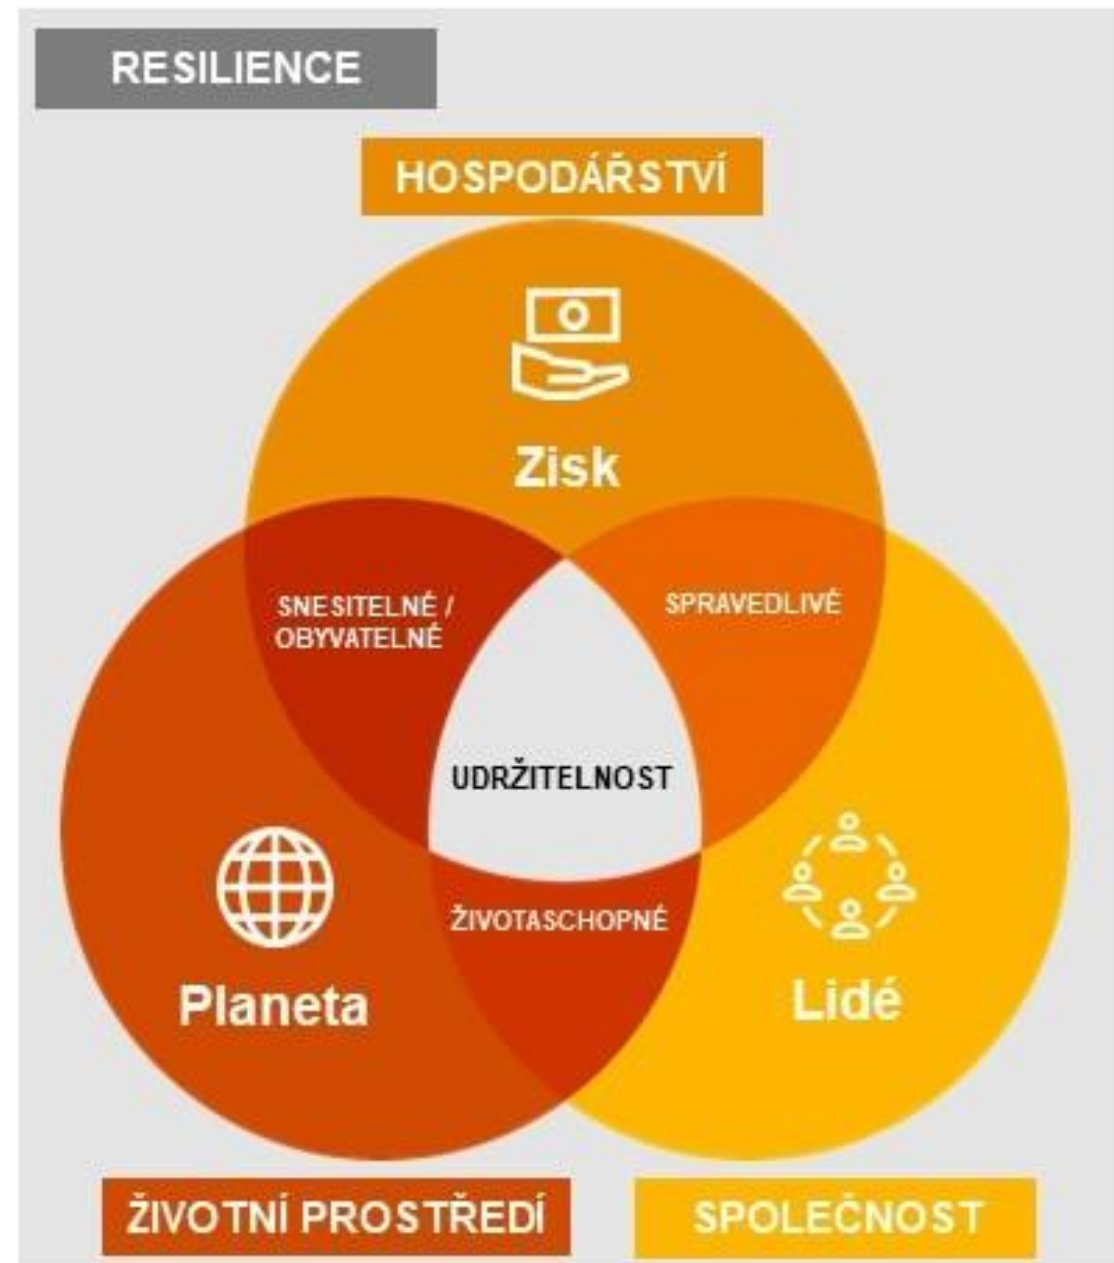 RESILIENCE
HOSPODÁŘSTVÍ
Zisk
SNESITELNÉ /
OBYVATELNÉ
SPRAVEDLIVÉ
UDRŽITELNOST
ŽIVOTASCHOPNÉ
Planeta
Lidé
ŽIVOTNÍ PROSTŘEDÍ
SPOLEČNOST